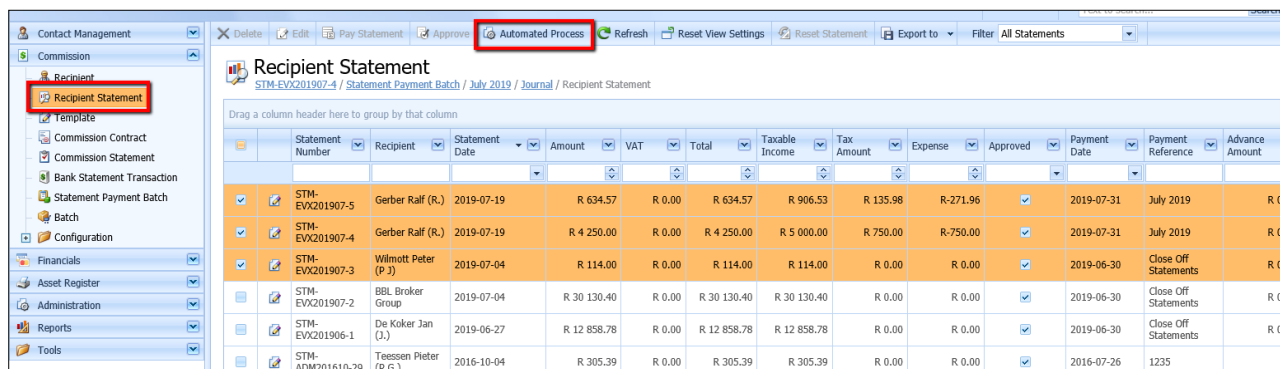 Contact Management
Delete Edit Pay Statement Approve Automated Process Refresh Reset View Settings Reset Statement Export to Filter All Statements
Commission
Recipient
Recipient Statement
Template
Commission Contract
Commission Statement
Bank Statement Transaction
Statement Payment Batch
Batch
Configuration
Financials
Asset Register
Administration
Reports
Tools
Recipient Statement
STM-EVX201907-4 / Statement Payment Batch / July 2019 / Journal / Recipient Statement
Drag a column header here to group by that column
Statement Number Recipient Statement Date Amount VAT Total Taxable Income Tax Amount Expense Approved Payment Date Payment Reference Advance Amount
STM-EVX201907-5 Gerber Ralf (R.) 2019-07-19 R 634.57 R 0.00 R 634.57 R 906.53 R 135.98 R-271.96 2019-07-31 July 2019
STM-EVX201907-4 Gerber Ralf (R.) 2019-07-19 R 4 250.00 R 0.00 R 4 250.00 R 5 000.00 R 750.00 R-750.00 2019-07-31 July 2019
STM-EVX201907-3 Wilmott Peter (P J) 2019-07-04 R 114.00 R 0.00 R 114.00 R 114.00 R 0.00 R 0.00 2019-06-30 Close Off Statements
STM-EVX201907-2 BBL Broker Group 2019-07-04 R 30 130.40 R 0.00 R 30 130.40 R 30 130.40 R 0.00 R 0.00 2019-06-30 Close Off Statements
STM-EVX201906-1 De Koker Jan (J.) 2019-06-27 R 12 858.78 R 0.00 R 12 858.78 R 12 858.78 R 0.00 R 0.00 2019-06-30 Close Off Statements
STM-ADM201610-29 Teessen Pieter (P.G.) 2016-10-04 R 305.39 R 0.00 R 305.39 R 305.39 R 0.00 R 0.00 2016-07-26 1235